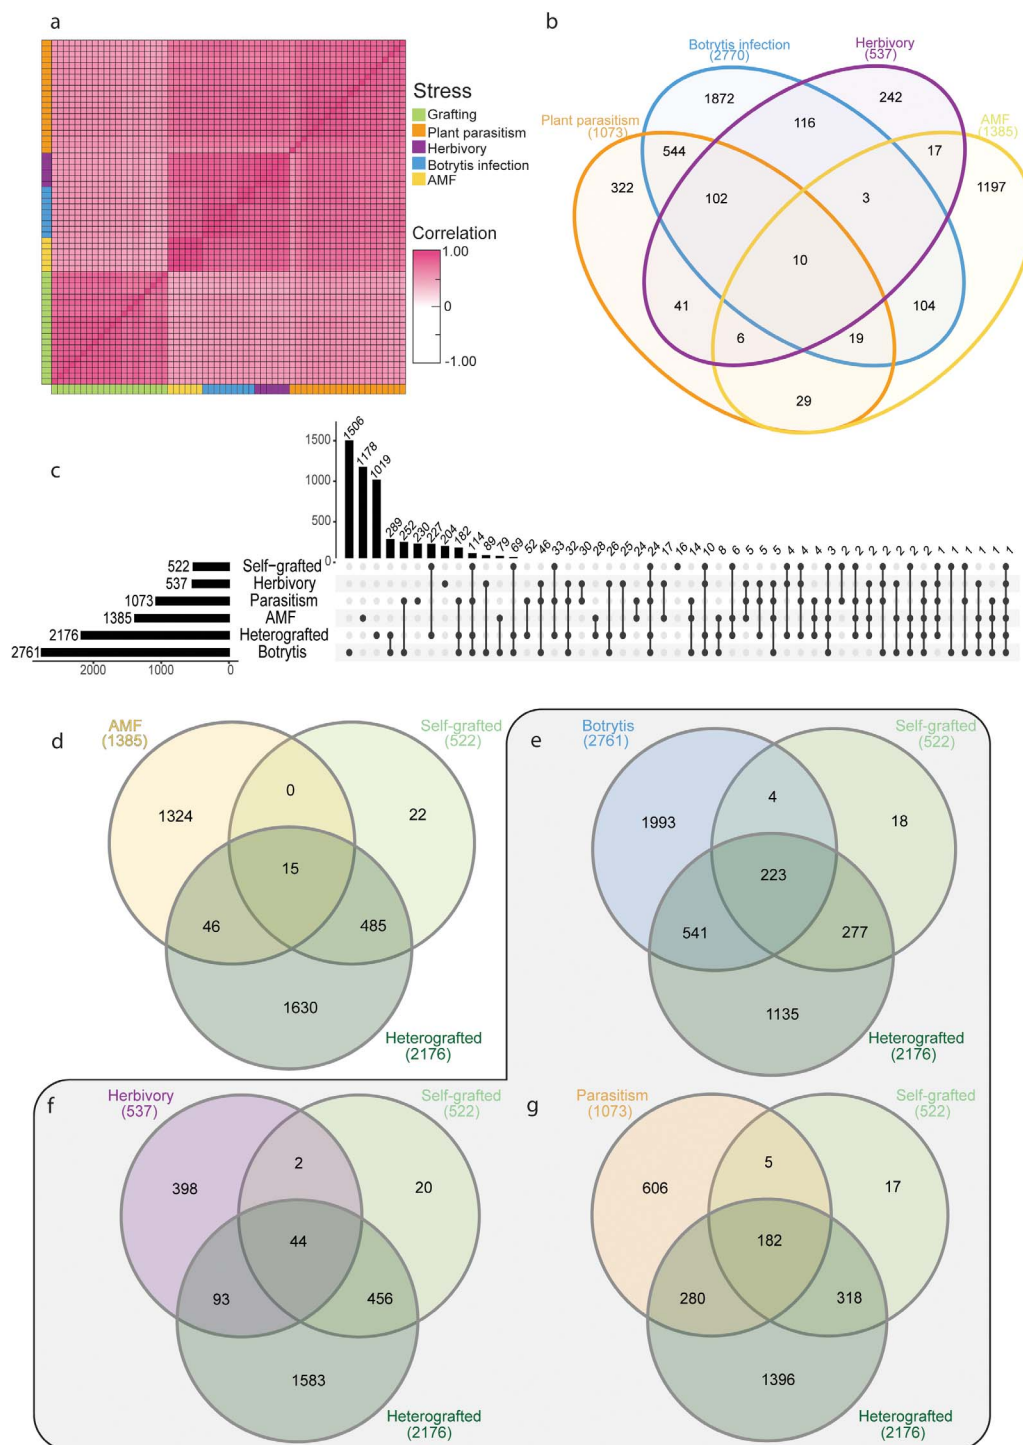 a
Stress
Grafting
Plant parasitism
Herbivory
Botrytis infection
AMF
Correlation
1.00
0
-1.00
b
Botrytis infection
(2770)
Herbivory
(537)
Plant parasitism
(1073)
AMF
(1385)
1872
242
116
544
17
322
102
3
1197
10
41
104
6
19
29
c
1500
1000
500
0
1506 1178 1019 289 252 230 227 204 182 114 89 79 69 52 46 33 32 30 28 26 25 24 24 17 16 14 10 8 6 5 5 5 4 4 4 3 2 2 2 2 2 2 2 1 1 1 1 1 1
522 Self-grafted
537 Herbivory
1073 Parasitism
1385 AMF
2176 Heterografted
2761 Botrytis
2000 1000 0
d
AMF
(1385)
Self-grafted
(522)
0
1324
22
15
46
485
1630
Heterografted
(2176)
e
Botrytis
(2761)
Self-grafted
(522)
4
1993
18
223
541
277
1135
Heterografted
(2176)
f
Herbivory
(537)
Self-grafted
(522)
2
398
20
44
93
456
1583
Heterografted
(2176)
g
Parasitism
(1073)
Self-grafted
(522)
5
606
17
182
280
318
1396
Heterografted
(2176)